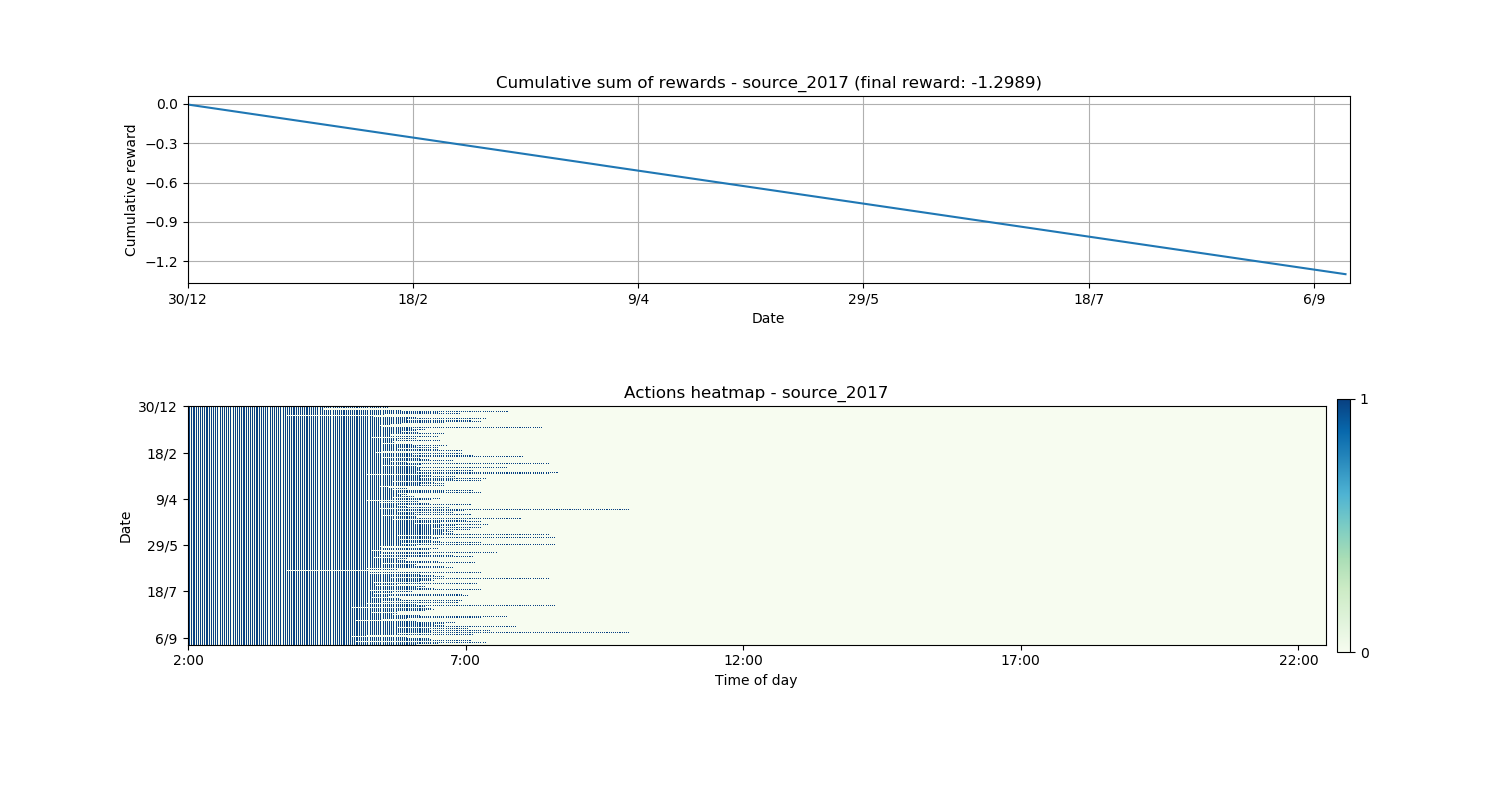 Cumulative sum of rewards - source_2017 (final reward: -1.2989)
Cumulative reward
0.0
−0.3
−0.6
−0.9
−1.2
30/12 18/2 9/4 29/5 18/7 6/9
Date
Actions heatmap - source_2017
Date
30/12
18/2
9/4
29/5
18/7
6/9
2:00 7:00 12:00 17:00 22:00
Time of day
1
0